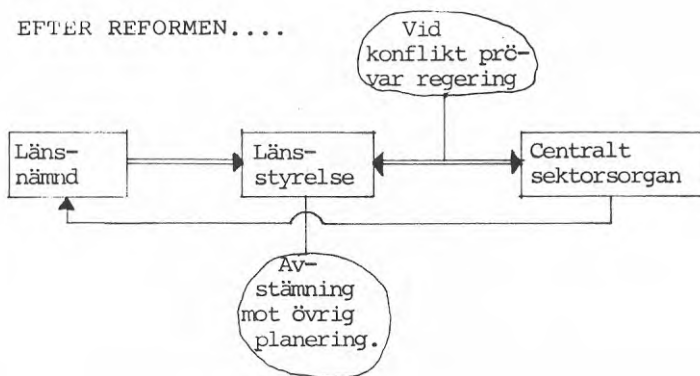 EFTER REFORMEN....
Vid
konflikt prö-
var regering
Läns-
nämnd
Läns-
styrelse
Centralt
sektorsorgan
Av-
stämning
mot övrig
planering.